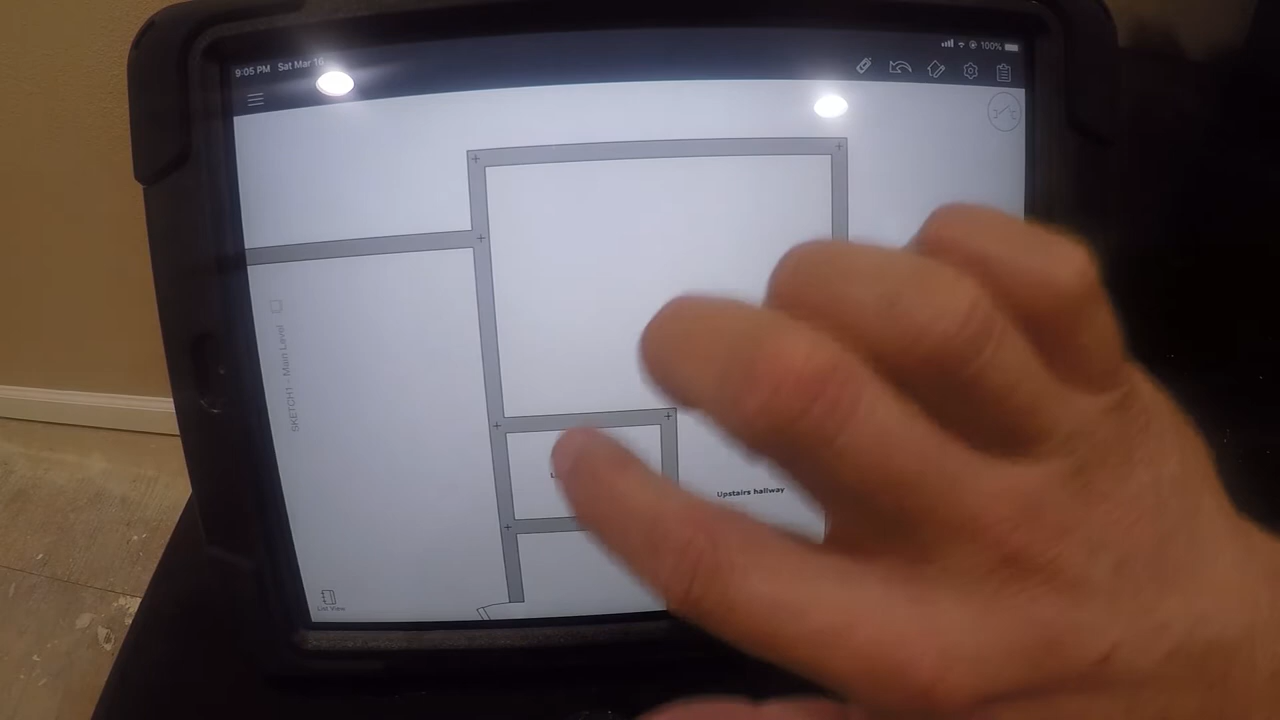 9:05 PM Sat Mar 16
100%
SKETCH1 - Main Level
Upstairs hallway
List View